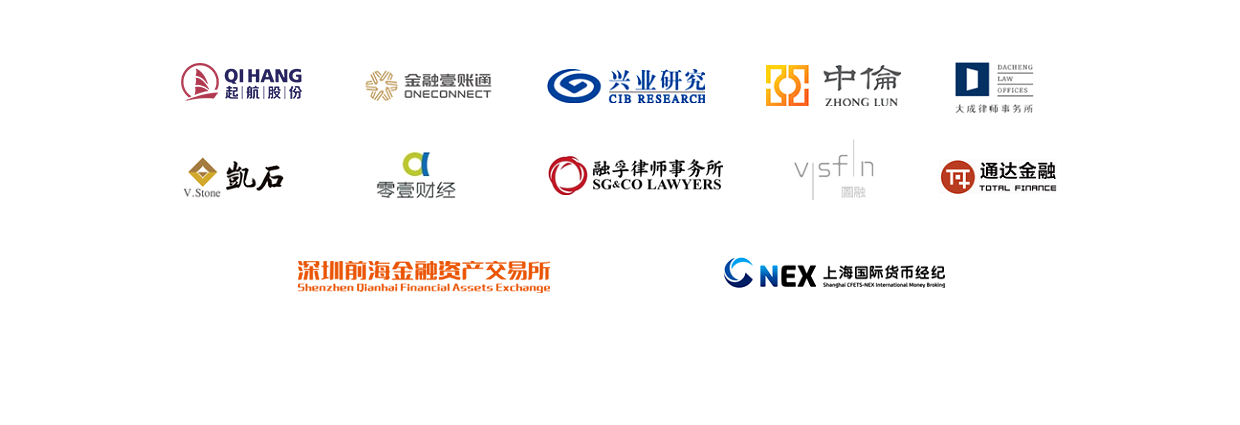 QI HANG
起|航|股|份
金融壹账通
ONECONNECT
兴业研究
CIB RESEARCH
中倫
ZHONG LUN
DACHENG
LAW
OFFICES
大成律师事务所
V.Stone
凯石
零壹财经
融孚律师事务所
SG&CO LAWYERS
visfin
圖融
通达金融
TOTAL FINANCE
深圳前海金融资产交易所
Shenzhen Qianhai Financial Assets Exchange
NEX
上海国际货币经纪
Shanghai CFETS-NEX International Money Broking